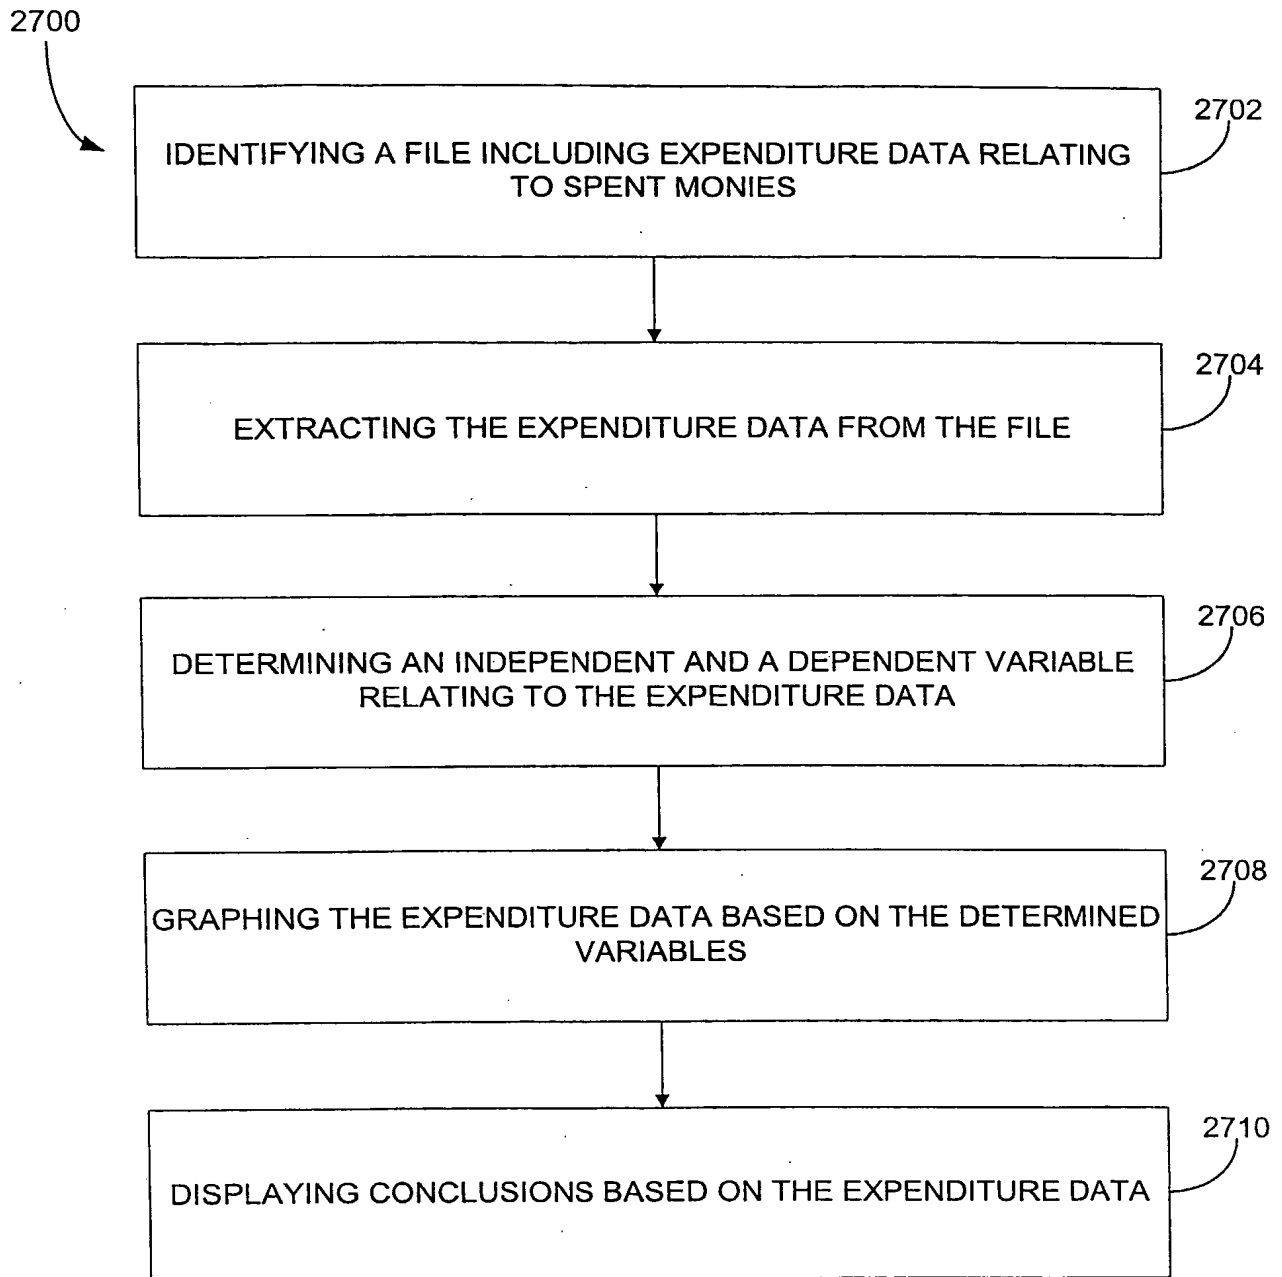 2700
2702
IDENTIFYING A FILE INCLUDING EXPENDITURE DATA RELATING
TO SPENT MONIES
2704
EXTRACTING THE EXPENDITURE DATA FROM THE FILE
2706
DETERMINING AN INDEPENDENT AND A DEPENDENT VARIABLE
RELATING TO THE EXPENDITURE DATA
2708
GRAPHING THE EXPENDITURE DATA BASED ON THE DETERMINED
VARIABLES
2710
DISPLAYING CONCLUSIONS BASED ON THE EXPENDITURE DATA